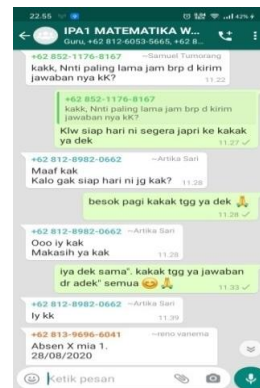 22.55
42%
IPA1 MATEMATIKA W...
Guru, +62 812-6053-5665, +62 8...
+62 852-1176-8167 ~Samuel Tumorang
kakk, Nnti paling lama jam brp d kirim
jawaban nya kK? 11.22
+62 852-1176-8167
kakk, Nnti paling lama jam brp d kirim
jawaban nya kK?
Klw siap hari ni segera japri ke kakak
ya dek 11.27
+62 812-8982-0662 ~Artika Sari
Maaf kak
Kalo gak siap hari ni jg kak? 11.28
besok pagi kakak tgg ya dek 🙏
11.28
+62 812-8982-0662 ~Artika Sari
Ooo iy kak
Makasih ya kak 11.28
iya dek sama". kakak tgg ya jawaban
dr adek" semua 😊🙏 11.33
+62 812-8982-0662 ~Artika Sari
Iy kk 11.39
+62 813-9696-6041 ~reno vanema
Absen X mia 1.
28/08/2020
Ketik pesan